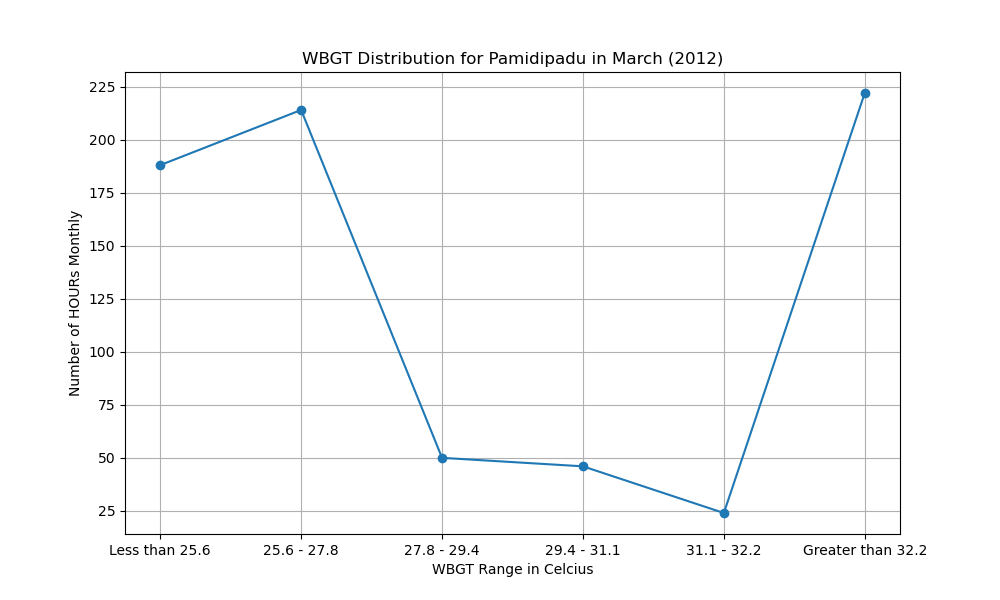 WBGT Distribution for Pamidipadu in March (2012)
Number of HOURs Monthly
225
200
175
150
125
100
75
50
25
Less than 25.6
25.6 - 27.8
27.8 - 29.4
29.4 - 31.1
31.1 - 32.2
Greater than 32.2
WBGT Range in Celcius